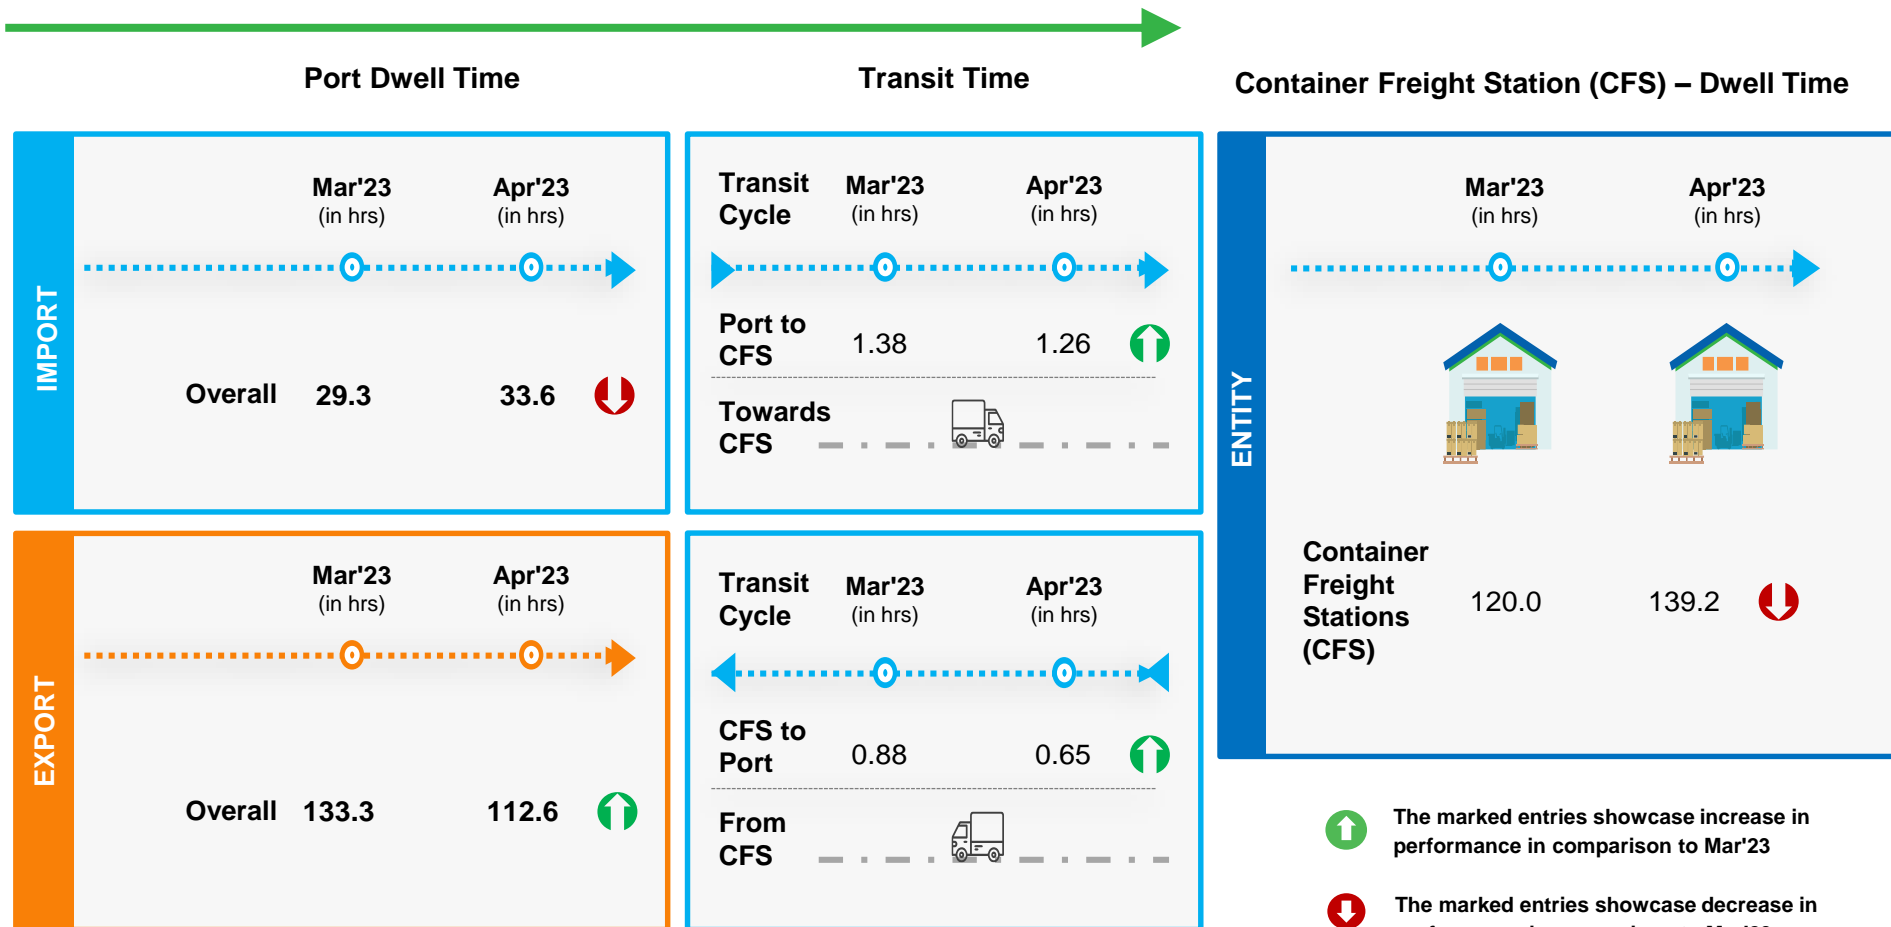 Port Dwell Time
Transit Time
Container Freight Station (CFS) – Dwell Time
IMPORT
Mar'23
(in hrs)
Apr'23
(in hrs)
Overall 29.3 33.6
Transit
Cycle
Mar'23
(in hrs)
Apr'23
(in hrs)
Port to
CFS
1.38 1.26
Towards
CFS
ENTITY
Mar'23
(in hrs)
Apr'23
(in hrs)
Container
Freight
Stations
(CFS)
120.0 139.2
EXPORT
Mar'23
(in hrs)
Apr'23
(in hrs)
Overall 133.3 112.6
Transit
Cycle
Mar'23
(in hrs)
Apr'23
(in hrs)
CFS to
Port
0.88 0.65
From
CFS
The marked entries showcase increase in
performance in comparison to Mar'23
The marked entries showcase decrease in